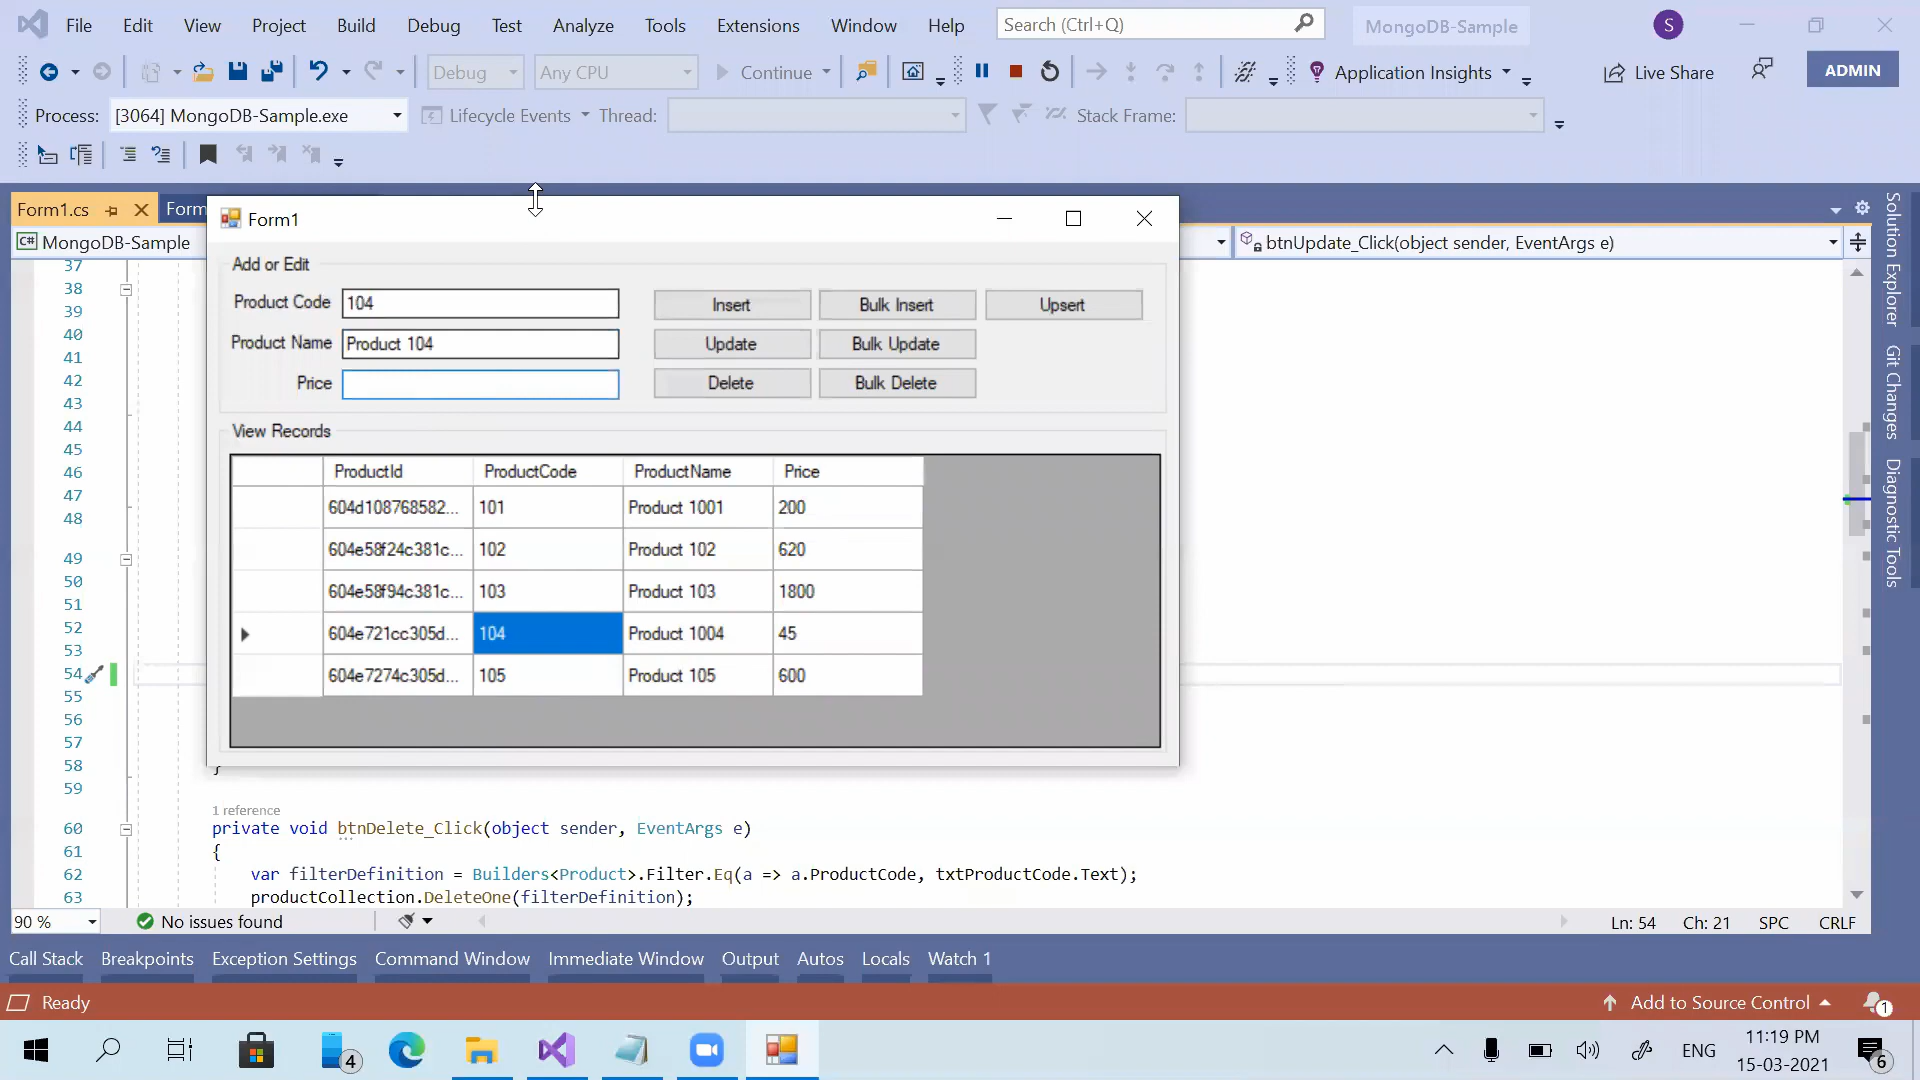 File Edit View Project Build Debug Test Analyze Tools Extensions Window Help Search (Ctrl+Q) MongoDB-Sample S
Debug Any CPU Continue Application Insights Live Share ADMIN
Process: [3064] MongoDB-Sample.exe Lifecycle Events Thread: Stack Frame:
Form1.cs Form
Form1
C# MongoDB-Sample btnUpdate_Click(object sender, EventArgs e)
Add or Edit
Product Code 104 Insert Bulk Insert Upsert
Product Name Product 104 Update Bulk Update
Price Delete Bulk Delete
View Records
ProductId ProductCode ProductName Price
604d108768582... 101 Product 1001 200
604e58f24c381c... 102 Product 102 620
604e58f94c381c... 103 Product 103 1800
604e721cc305d... 104 Product 1004 45
604e7274c305d... 105 Product 105 600
Solution Explorer
Git Changes
Diagnostic Tools
37
38
39
40
41
42
43
44
45
46
47
48
49
50
51
52
53
54
55
56
57
58 }
59
1 reference
60 private void btnDelete_Click(object sender, EventArgs e)
61 {
62 var filterDefinition = Builders<Product>.Filter.Eq(a => a.ProductCode, txtProductCode.Text);
63 productCollection.DeleteOne(filterDefinition);
90 % No issues found Ln: 54 Ch: 21 SPC CRLF
Call Stack Breakpoints Exception Settings Command Window Immediate Window Output Autos Locals Watch 1
Ready Add to Source Control 1
4 ENG 11:19 PM
15-03-2021 6